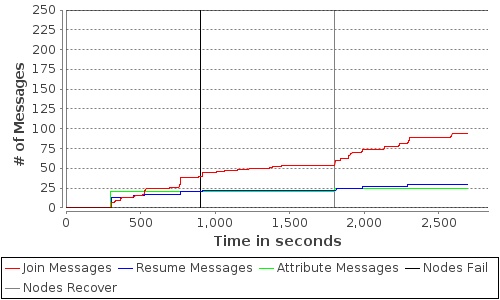 250
225
200
175
150
125
100
75
50
25
0
# of Messages
0 500 1,000 1,500 2,000 2,500
Time in seconds
Join Messages Resume Messages Attribute Messages Nodes Fail
Nodes Recover